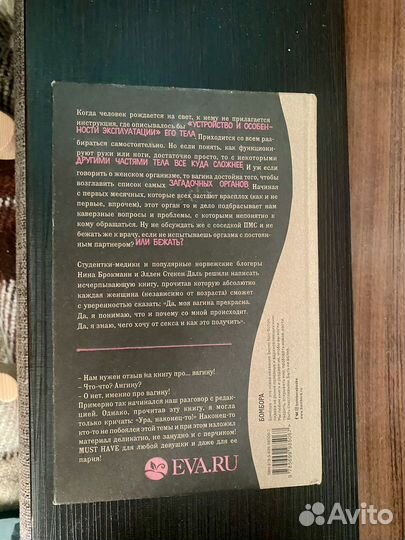 Когда человек рождается на свет, к нему не прилагается
инструкция, где описывалось бы «УСТРОЙСТВО И ОСОБЕН-
НОСТИ ЭКСПЛУАТАЦИИ» ЕГО ТЕЛА Приходится со всем раз-
бираться самостоятельно. Но если понять, как функциони-
руют руки или ноги, достаточно просто, то с некоторыми
ДРУГИМИ ЧАСТЯМИ ТЕЛА ВСЕ КУДА СЛОЖНЕЕ И уж если
говорить о женском организме, то вагина достойна того, чтобы
возглавить список самых ЗАГАДОЧНЫХ ОРГАНОВ Начиная
с первых месячных, которые всех застают врасплох (как и не
первые, впрочем), этот орган то и дело подбрасывает нам
каверзные вопросы и проблемы, с которыми непонятно к
кому обращаться. Ну не обсуждать же с соседкой ПМС и не
бежать же к врачу, если не испытываешь оргазма с постоян-
ным партнером? ИЛИ БЕЖАТЬ?
Студентки-медики и популярные норвежские блогеры
Нина Брокманн и Эллен Стекен Даль решили написать
исчерпывающую книгу, прочитав которую абсолютно
каждая женщина (независимо от возраста) сможет
с уверенностью сказать: «Да, моя вагина прекрасна.
Да, я понимаю, что и почему со мной происходит.
Да, я знаю, чего хочу от секса и как это получить».
- Нам нужен отзыв на книгу про... вагину!
- Что-что? Ангину?
- О нет, именно про вагину!
Примерно так начинался наш разговор с редак-
цией. Однако, прочитав эту книгу, я могла
только кричать: «Ура, наконец-то!» Наконец-то
кто-то не побоялся этой темы и при этом изложил
материал деликатно, не занудно и с перчиком!
MUST HAVE для любой девушки и даже для ее
парня!
EVA.RU
БОМБОРА
Avito